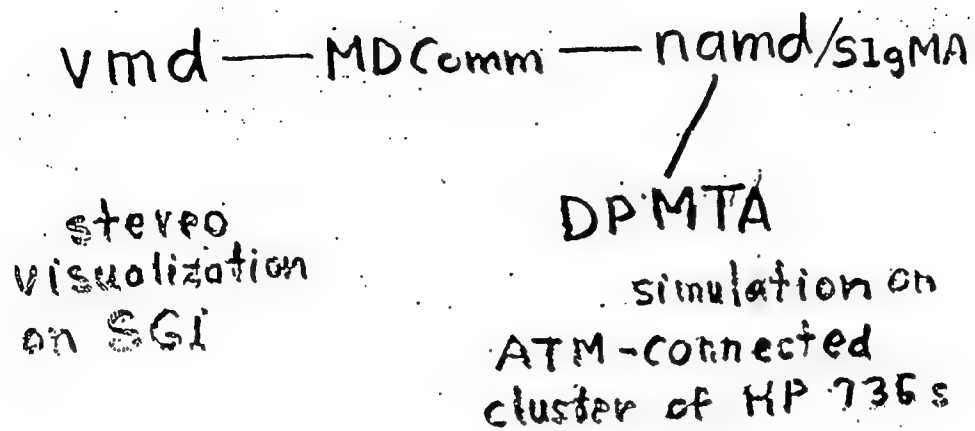 vmd — MDComm — namd/SIgMA
DPMTA
stereo
visualization
on SGI
simulation on
ATM-connected
cluster of HP 735s